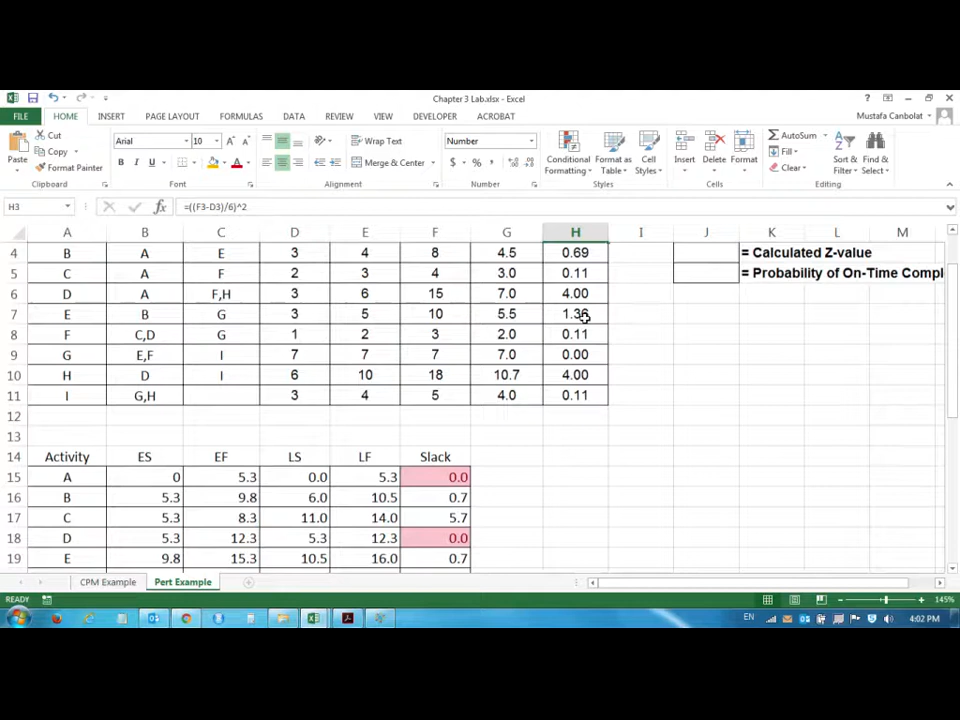 Chapter 3 Lab.xlsx - Excel
FILE HOME INSERT PAGE LAYOUT FORMULAS DATA REVIEW VIEW DEVELOPER ACROBAT Mustafa Canbolat
Paste Cut Copy Format Painter Clipboard
Arial 10 B I U Font
Wrap Text Merge & Center Alignment
Number $ % , Number
Conditional Formatting Format as Table Cell Styles Styles
Insert Delete Format Cells
AutoSum Fill Clear Sort & Filter Find & Select Editing
H3 fx =((F3-D3)/6)^2
A B C D E F G H I J K L M
4 B A E 3 4 8 4.5 0.69 = Calculated Z-value
5 C A F 2 3 4 3.0 0.11 = Probability of On-Time Compl
6 D A F,H 3 6 15 7.0 4.00
7 E B G 3 5 10 5.5 1.36
8 F C,D G 1 2 3 2.0 0.11
9 G E,F I 7 7 7 7.0 0.00
10 H D I 6 10 18 10.7 4.00
11 I G,H 3 4 5 4.0 0.11
12
13
14 Activity ES EF LS LF Slack
15 A 0 5.3 0.0 5.3 0.0
16 B 5.3 9.8 6.0 10.5 0.7
17 C 5.3 8.3 11.0 14.0 5.7
18 D 5.3 12.3 5.3 12.3 0.0
19 E 9.8 15.3 10.5 16.0 0.7
CPM Example Pert Example
READY 145%
EN 4:02 PM